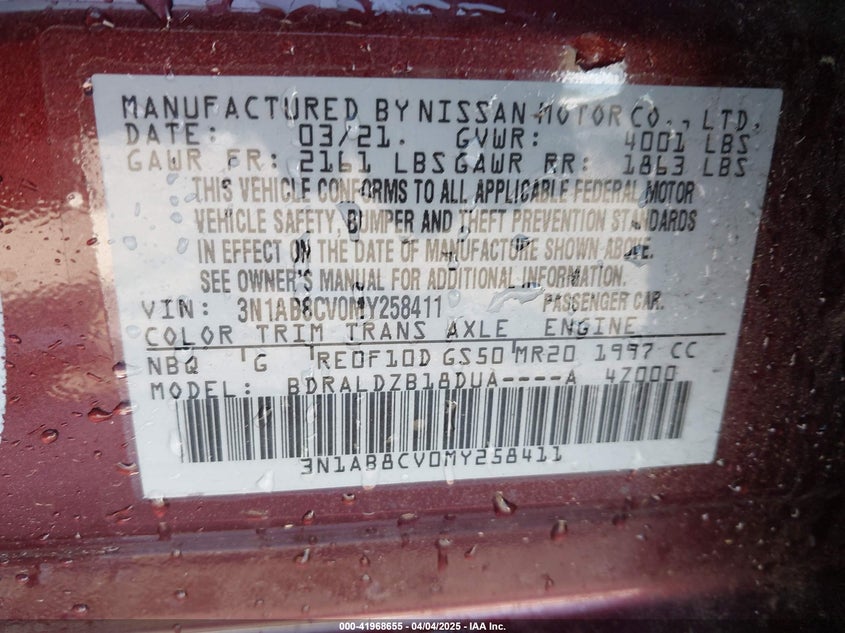 MANUFACTURED BY NISSAN MOTOR CO., LTD.
DATE: 03/21. GVWR: 4001 LBS
GAWR FR: 2161 LBS GAWR RR: 1863 LBS
THIS VEHICLE CONFORMS TO ALL APPLICABLE FEDERAL MOTOR
VEHICLE SAFETY, BUMPER AND THEFT PREVENTION STANDARDS
IN EFFECT ON THE DATE OF MANUFACTURE SHOWN ABOVE.
SEE OWNER'S MANUAL FOR ADDITIONAL INFORMATION.
VIN: 3N1AB8CV0MY258411 PASSENGER CAR.
COLOR TRIM TRANS AXLE ENGINE
NBQ G RE0F10D GS50 MR20 1997 CC
MODEL: BDRALDZB18DUA----A 4Z000
3N1AB8CV0MY258411
000-41968655 | 04/04/2025 - IAA Inc.